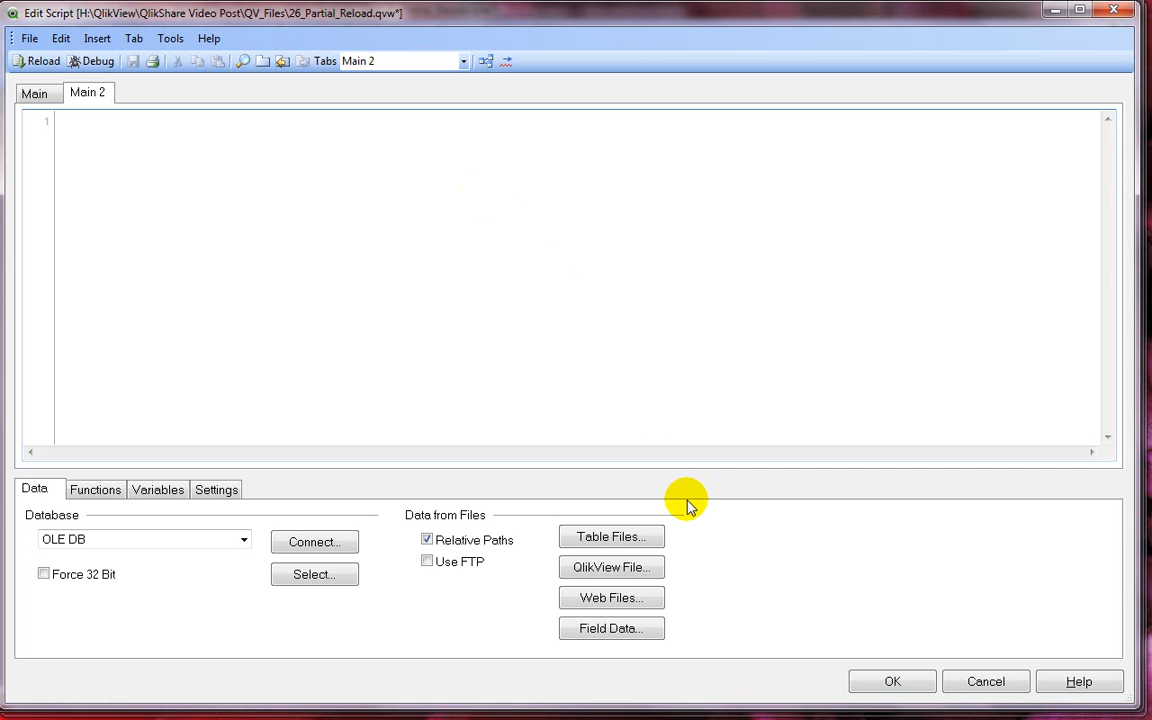 Edit Script [H:\QlikView\QlikShare Video Post\QV_Files\26_Partial_Reload.qvw*]
File Edit Insert Tab Tools Help
Reload Debug Tabs Main 2
Main Main 2
1
Data Functions Variables Settings
Database Data from Files
OLE DB Connect... Relative Paths Table Files...
Use FTP
Force 32 Bit Select... QlikView File...
Web Files...
Field Data...
OK Cancel Help